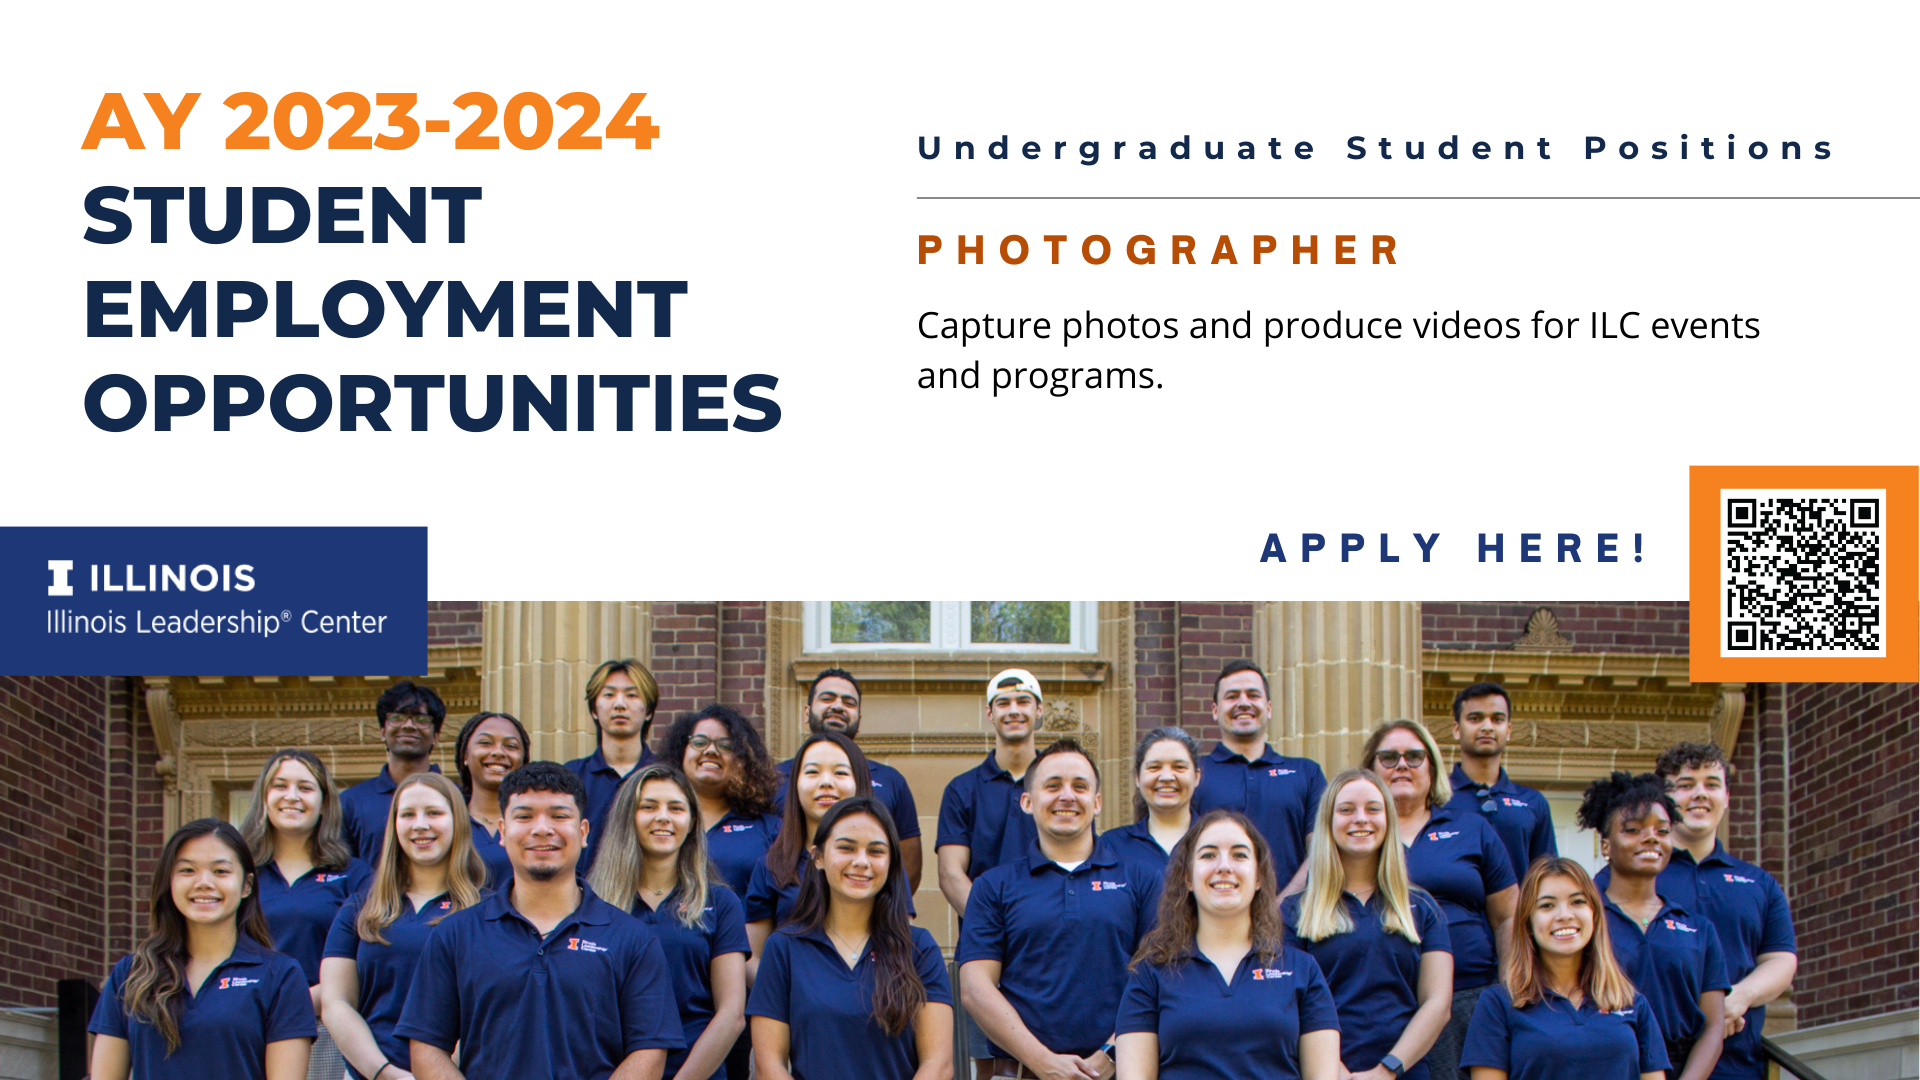 AY 2023-2024
STUDENT
EMPLOYMENT
OPPORTUNITIES
Undergraduate Student Positions
PHOTOGRAPHER
Capture photos and produce videos for ILC events
and programs.
APPLY HERE!
I ILLINOIS
Illinois Leadership® Center